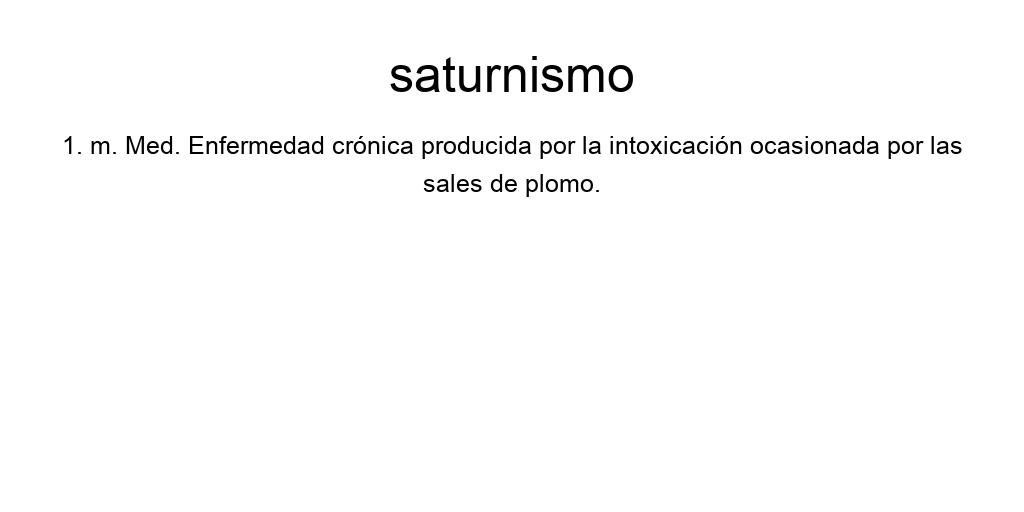 saturnismo
1. m. Med. Enfermedad crónica producida por la intoxicación ocasionada por las
sales de plomo.